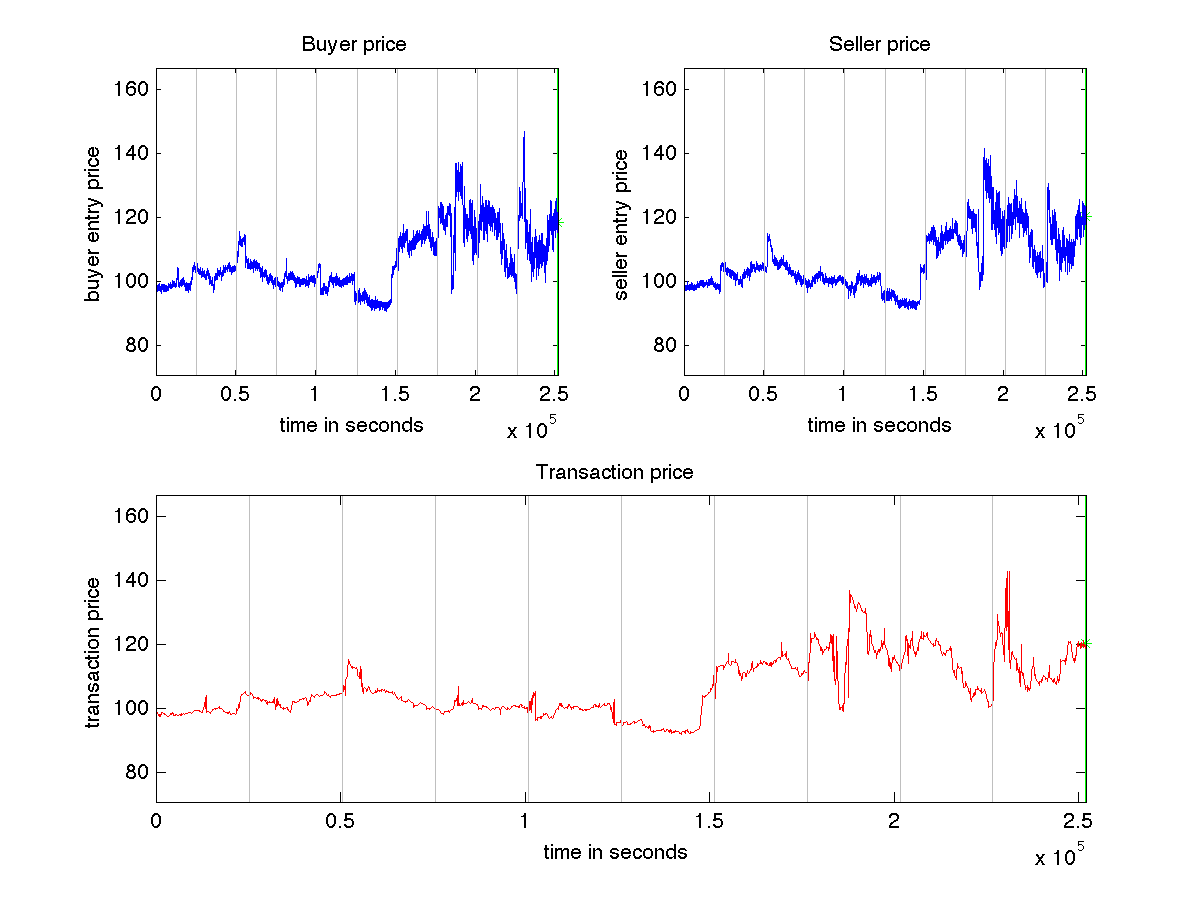 Buyer price
buyer entry price
160
140
120
100
80
0 0.5 1 1.5 2 2.5
time in seconds
x 10^5
Seller price
seller entry price
160
140
120
100
80
0 0.5 1 1.5 2 2.5
time in seconds
x 10^5
Transaction price
transaction price
160
140
120
100
80
0 0.5 1 1.5 2 2.5
time in seconds
x 10^5